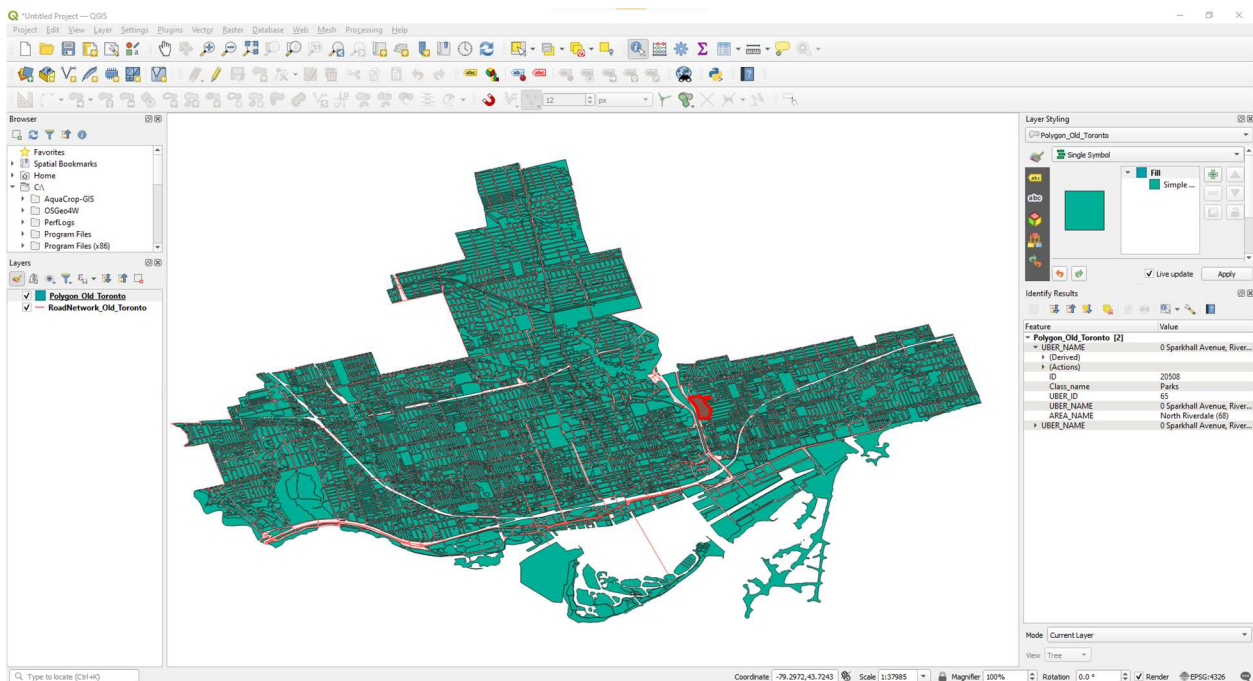 *Untitled Project — QGIS
Project Edit View Layer Settings Plugins Vector Raster Database Web Mesh Processing Help
12 px
Browser
Favorites
Spatial Bookmarks
Home
C:\
AquaCrop-GIS
OSGeo4W
PerfLogs
Program Files
Program Files (x86)
Layers
Polygon_Old_Toronto
RoadNetwork_Old_Toronto
Layer Styling
Polygon_Old_Toronto
Single Symbol
Fill
Simple ...
Live update Apply
Identify Results
Feature Value
Polygon_Old_Toronto [2]
UBER_NAME 0 Sparkhall Avenue, River...
(Derived)
(Actions)
ID 20508
Class_name Parks
UBER_ID 65
UBER_NAME 0 Sparkhall Avenue, River...
AREA_NAME North Riverdale (68)
UBER_NAME 0 Sparkhall Avenue, River...
Mode Current Layer
View Tree
Type to locate (Ctrl+K) Coordinate -79.2972,43.7243 Scale 1:37985 Magnifier 100% Rotation 0.0 ° Render EPSG:4326